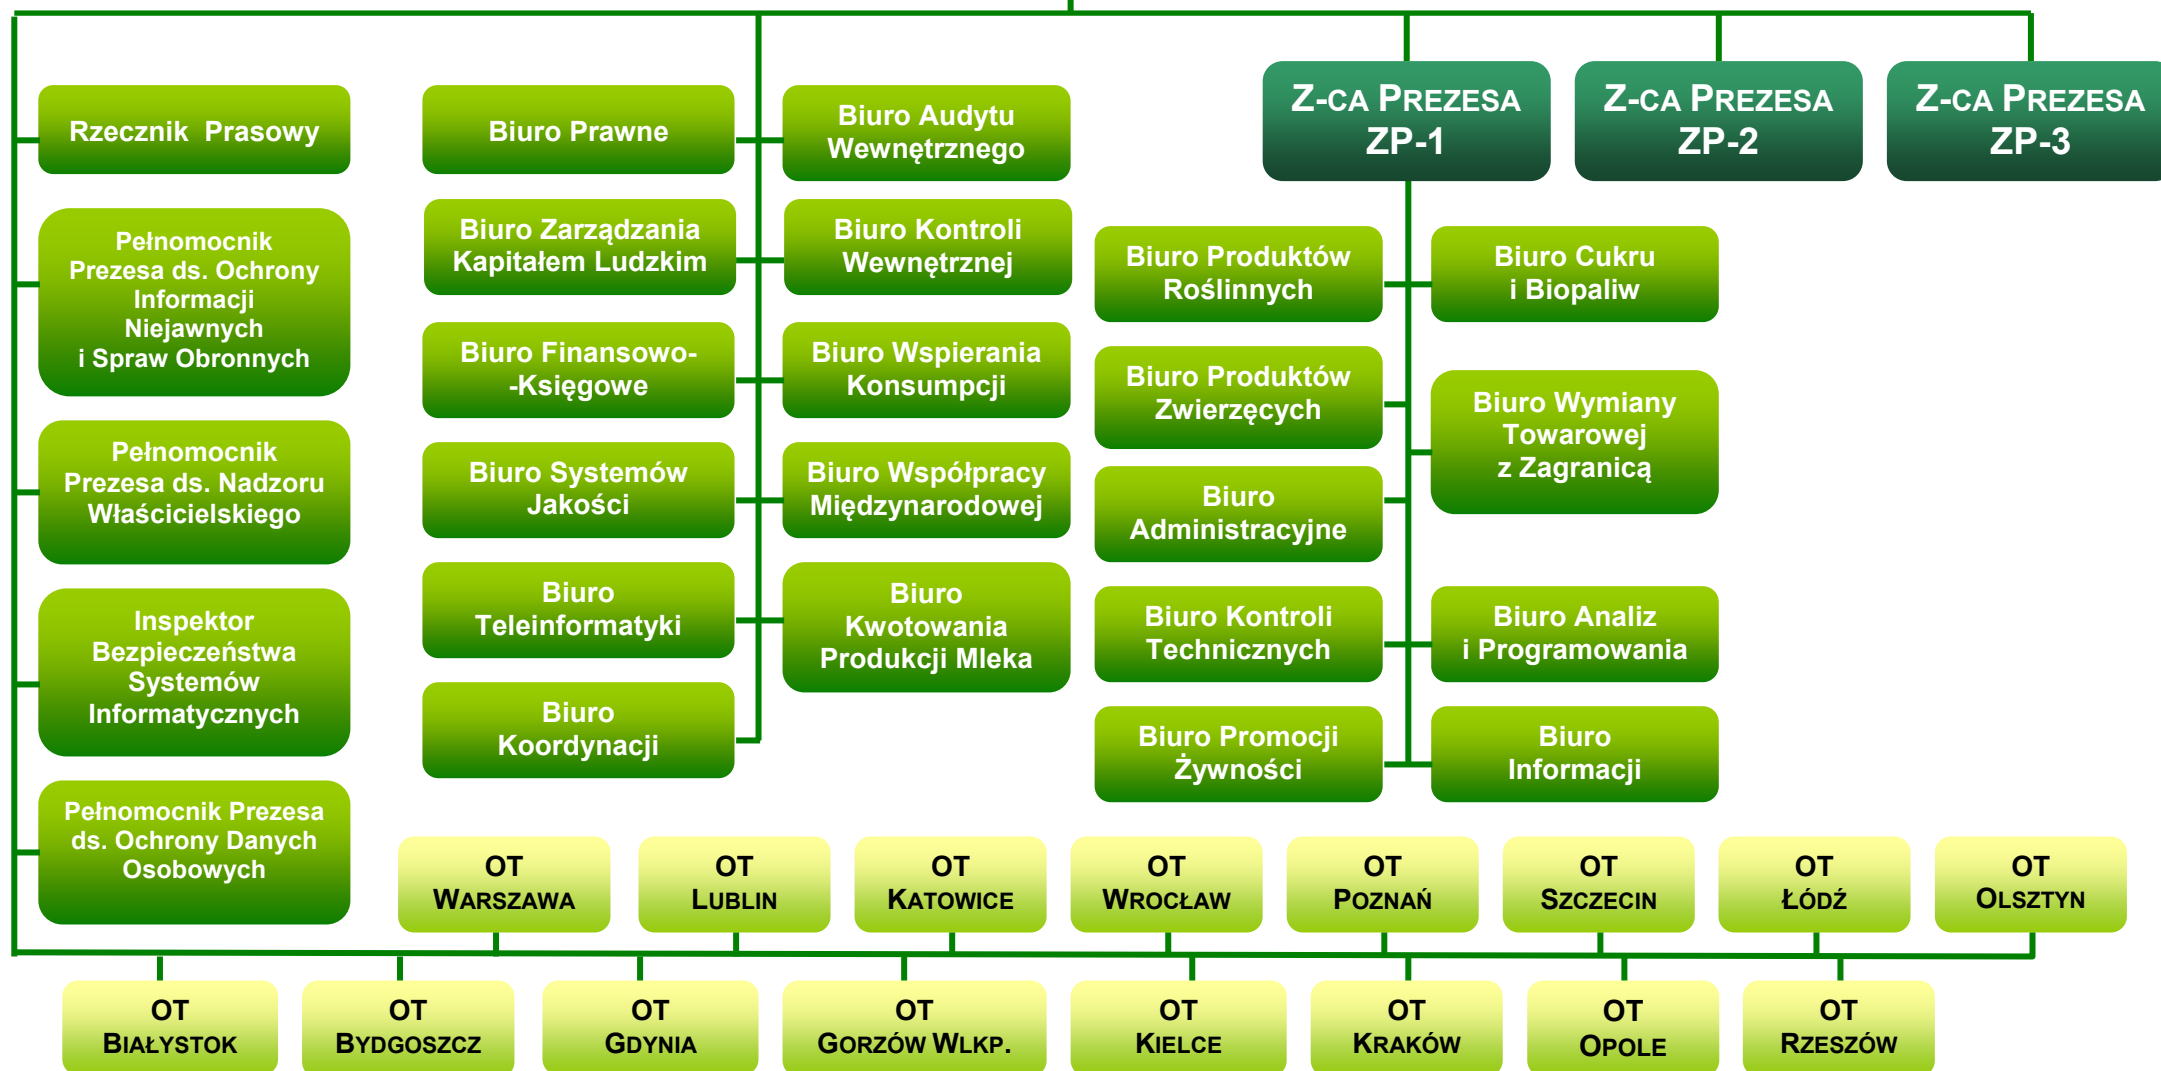 Z-CA PREZESA
ZP-1
Z-CA PREZESA
ZP-2
Z-CA PREZESA
ZP-3
Rzecznik  Prasowy
Pełnomocnik
Prezesa ds. Ochrony
Informacji
Niejawnych
i Spraw Obronnych
Pełnomocnik
Prezesa ds. Nadzoru
Właścicielskiego
Inspektor
Bezpieczeństwa
Systemów
Informatycznych
Pełnomocnik Prezesa
ds. Ochrony Danych
Osobowych
Biuro Prawne
Biuro Zarządzania
Kapitałem Ludzkim
Biuro Finansowo-
-Księgowe
Biuro Systemów
Jakości
Biuro
Teleinformatyki
Biuro
Koordynacji
Biuro Audytu
Wewnętrznego
Biuro Kontroli
Wewnętrznej
Biuro Wspierania
Konsumpcji
Biuro Współpracy
Międzynarodowej
Biuro
Kwotowania
Produkcji Mleka
Biuro Produktów
Roślinnych
Biuro Produktów
Zwierzęcych
Biuro
Administracyjne
Biuro Kontroli
Technicznych
Biuro Promocji
Żywności
Biuro Cukru
i Biopaliw
Biuro Wymiany
Towarowej
z Zagranicą
Biuro Analiz
i Programowania
Biuro
Informacji
OT
WARSZAWA
OT
LUBLIN
OT
KATOWICE
OT
WROCŁAW
OT
POZNAŃ
OT
SZCZECIN
OT
ŁÓDŹ
OT
OLSZTYN
OT
BIAŁYSTOK
OT
BYDGOSZCZ
OT
GDYNIA
OT
GORZÓW WLKP.
OT
KIELCE
OT
KRAKÓW
OT
OPOLE
OT
RZESZÓW